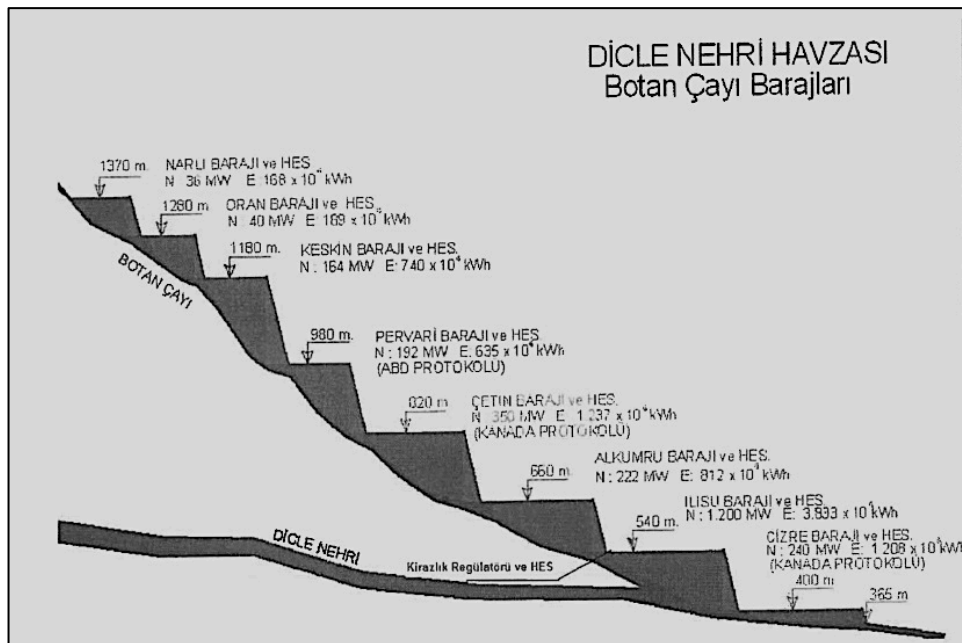 DİCLE NEHRİ HAVZASI
Botan Çayı Barajları
1370 m.
NARLI BARAJI ve HES
N : 36 MW E: 168 x 10⁶ kWh
1280 m
ORAN BARAJI ve HES
N : 40 MW E: 189 x 10⁶ kWh
1180 m.
KESKİN BARAJI ve HES.
N : 164 MW E: 740 x 10⁶ kWh
BOTAN ÇAYI
980 m.
PERVARİ BARAJI ve HES.
N : 192 MW E: 635 x 10⁶ kWh
(ABD PROTOKOLÜ)
820 m
ÇETİN BARAJI ve HES.
N : 350 MW E : 1.237 x 10⁶ kWh
(KANADA PROTOKOLÜ)
660 m.
ALKUMRU BARAJI ve HES.
N : 222 MW E: 812 x 10⁶ kWh
540 m.
ILISU BARAJI ve HES.
N : 1.200 MW E: 3.833 x 10⁶ kWh
CİZRE BARAJI ve HES.
N : 240 MW E: 1.208 x 10⁶ kWh
(KANADA PROTOKOLÜ)
400 m
365 m
DİCLE NEHRİ
Kirazlık Regülatörü ve HES